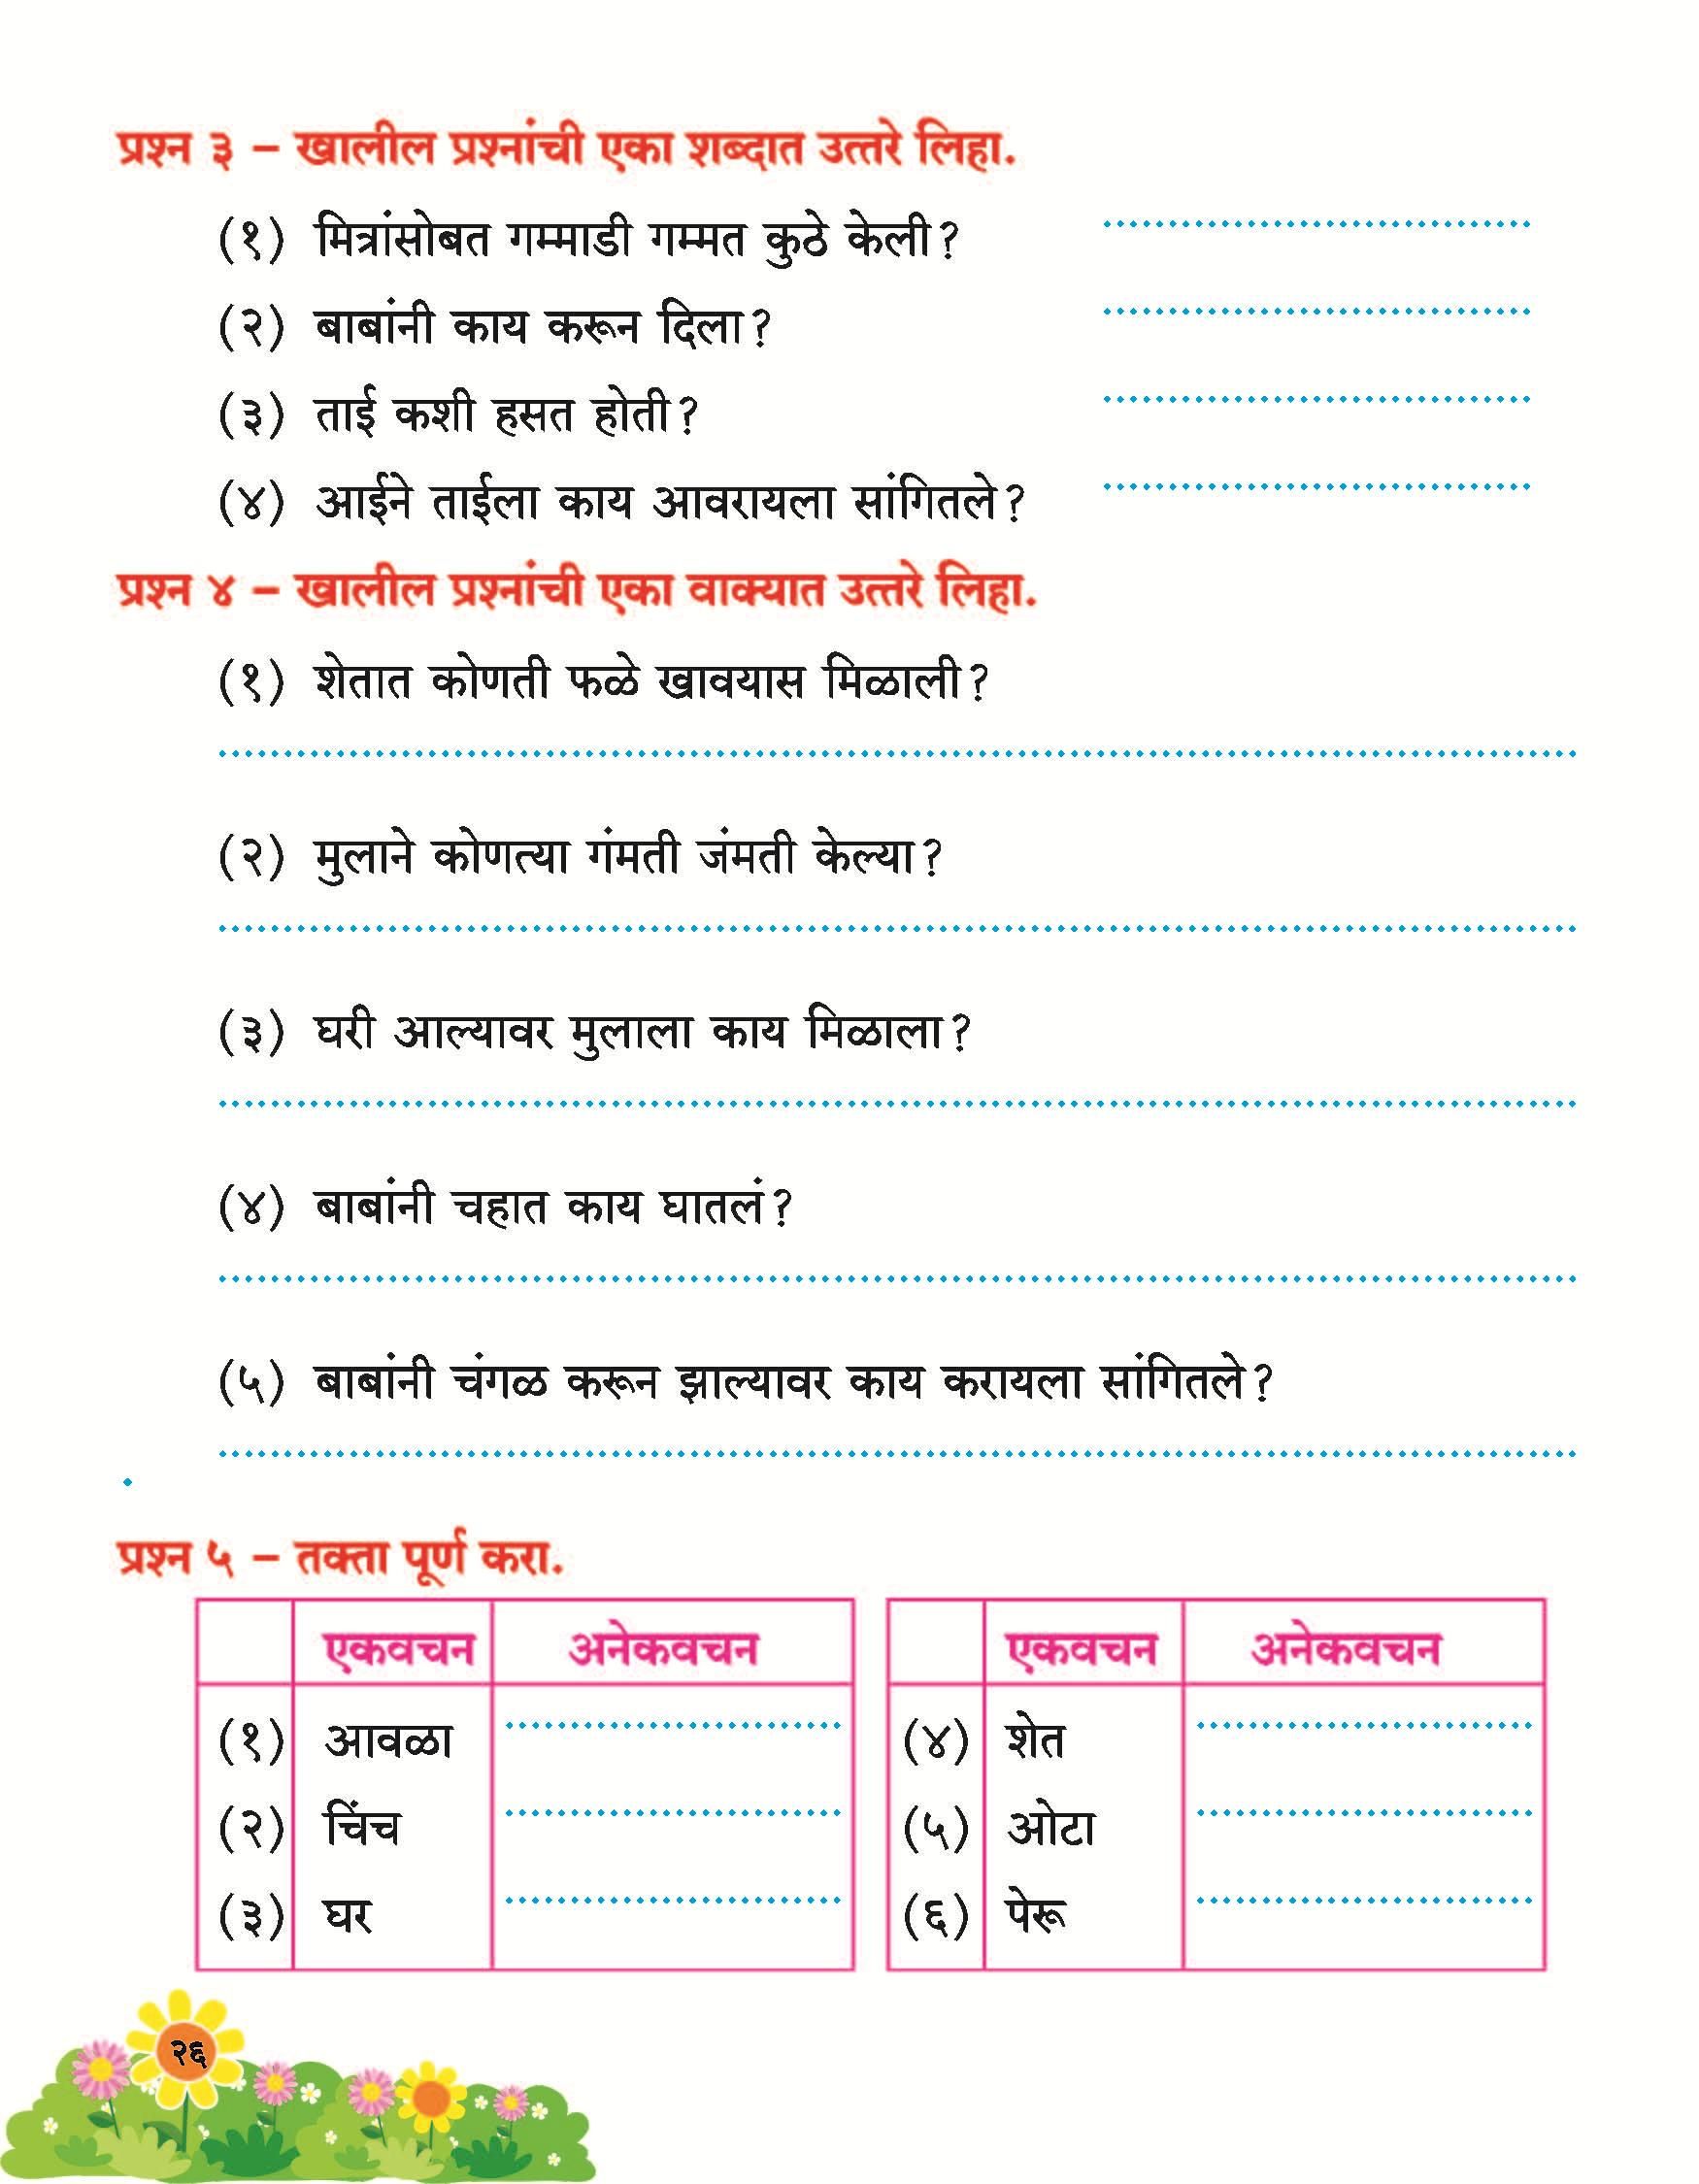 प्रश्न ३ – खालील प्रश्नांची एका शब्दात उत्तरे लिहा.
(१) मित्रांसोबत गम्माडी गम्मत कुठे केली?
(२) बाबांनी काय करून दिला?
(३) ताई कशी हसत होती?
(४) आईने ताईला काय आवरायला सांगितले?
प्रश्न ४ – खालील प्रश्नांची एका वाक्यात उत्तरे लिहा.
(१) शेतात कोणती फळे खावयास मिळाली?
(२) मुलाने कोणत्या गंमती जंमती केल्या?
(३) घरी आल्यावर मुलाला काय मिळाला?
(४) बाबांनी चहात काय घातलं?
(५) बाबांनी चंगळ करून झाल्यावर काय करायला सांगितले?
प्रश्न ५ – तक्ता पूर्ण करा.
एकवचन अनेकवचन एकवचन अनेकवचन
(१) आवळा (४) शेत
(२) चिंच (५) ओटा
(३) घर (६) पेरू
२६